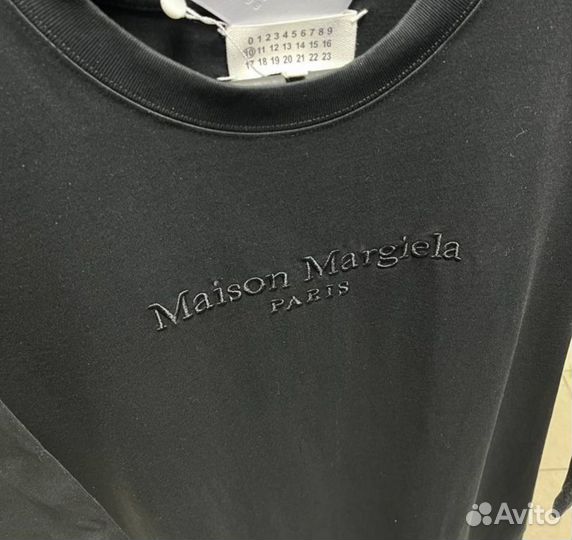 0 1 2 3 4 5 6 7 8 9
10 11 12 13 14 15 16
17 18 19 20 21 22 23
Maison Margiela
PARIS
Avito